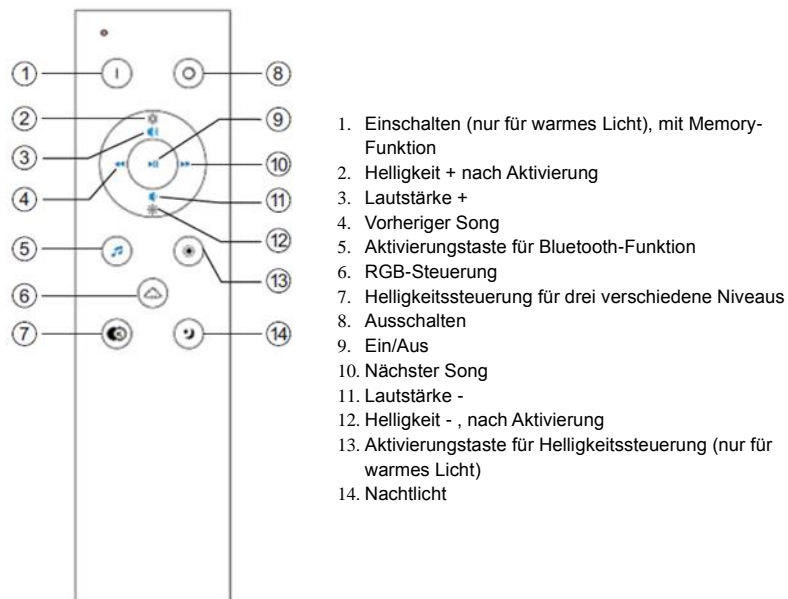 1
8
2
9
3
10
4
11
12
5
13
6
7
14
1. Einschalten (nur für warmes Licht), mit Memory-
Funktion
2. Helligkeit + nach Aktivierung
3. Lautstärke +
4. Vorheriger Song
5. Aktivierungstaste für Bluetooth-Funktion
6. RGB-Steuerung
7. Helligkeitssteuerung für drei verschiedene Niveaus
8. Ausschalten
9. Ein/Aus
10. Nächster Song
11. Lautstärke -
12. Helligkeit - , nach Aktivierung
13. Aktivierungstaste für Helligkeitssteuerung (nur für
warmes Licht)
14. Nachtlicht